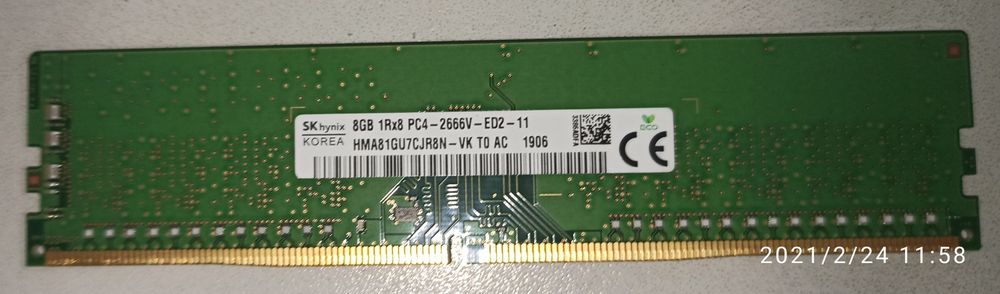 SK hynix
KOREA
8GB 1Rx8 PC4-2666V-ED2-11
HMA81GU7CJR8N-VK T0 AC 1906
ECO
CE
2021/2/24 11:58